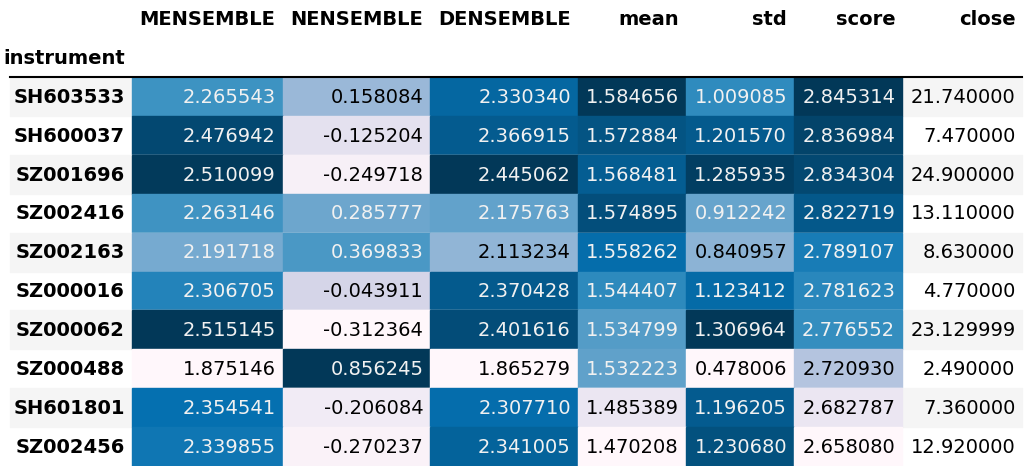 MENSEMBLE NENSEMBLE DENSEMBLE mean std score close
instrument
SH603533 2.265543 0.158084 2.330340 1.584656 1.009085 2.845314 21.740000
SH600037 2.476942 -0.125204 2.366915 1.572884 1.201570 2.836984 7.470000
SZ001696 2.510099 -0.249718 2.445062 1.568481 1.285935 2.834304 24.900000
SZ002416 2.263146 0.285777 2.175763 1.574895 0.912242 2.822719 13.110000
SZ002163 2.191718 0.369833 2.113234 1.558262 0.840957 2.789107 8.630000
SZ000016 2.306705 -0.043911 2.370428 1.544407 1.123412 2.781623 4.770000
SZ000062 2.515145 -0.312364 2.401616 1.534799 1.306964 2.776552 23.129999
SZ000488 1.875146 0.856245 1.865279 1.532223 0.478006 2.720930 2.490000
SH601801 2.354541 -0.206084 2.307710 1.485389 1.196205 2.682787 7.360000
SZ002456 2.339855 -0.270237 2.341005 1.470208 1.230680 2.658080 12.920000